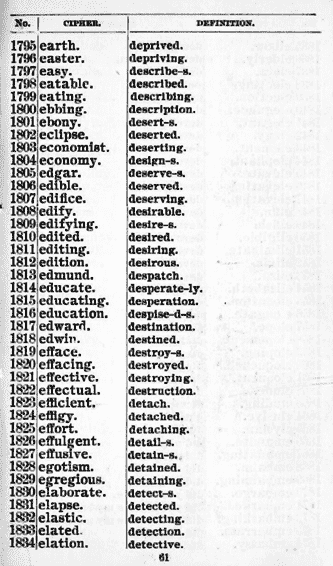 No. CIPHER. DEFINITION.
1795 earth. deprived.
1796 easter. depriving.
1797 easy. describe-s.
1798 eatable. described.
1799 eating. describing.
1800 ebbing. description.
1801 ebony. desert-s.
1802 eclipse. deserted.
1803 economist. deserting.
1804 economy. design-s.
1805 edgar. deserve-s.
1806 edible. deserved.
1807 edifice. deserving.
1808 edify. desirable.
1809 edifying. desire-s.
1810 edited. desired.
1811 editing. desiring.
1812 edition. desirous.
1813 edmund. despatch.
1814 educate. desperate-ly.
1815 educating. desperation.
1816 education. despise-d-s.
1817 edward. destination.
1818 edwin. destined.
1819 efface. destroy-s.
1820 effacing. destroyed.
1821 effective. destroying.
1822 effectual. destruction.
1823 efficient. detach.
1824 effigy. detached.
1825 effort. detaching.
1826 effulgent. detail-s.
1827 effusive. detain-s.
1828 egotism. detained.
1829 egregious. detaining.
1830 elaborate. detect-s.
1831 elapse. detected.
1832 elastic. detecting.
1833 elated. detection.
1834 elation. detective.
61